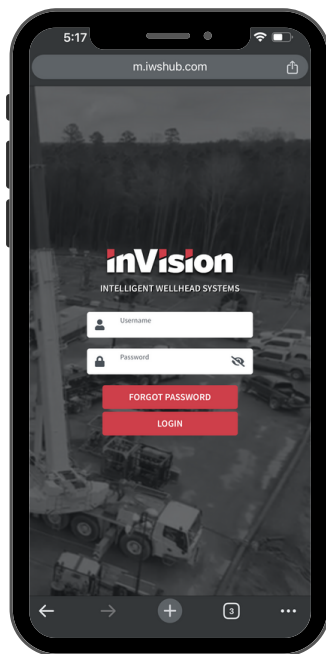 5:17
m.iwshub.com
inVision
INTELLIGENT WELLHEAD SYSTEMS
Username
Password
FORGOT PASSWORD
LOGIN
3